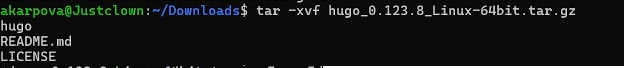 akarpova@Justclown:~/Downloads$ tar -xvf hugo_0.123.8_Linux-64bit.tar.gz
hugo
README.md
LICENSE